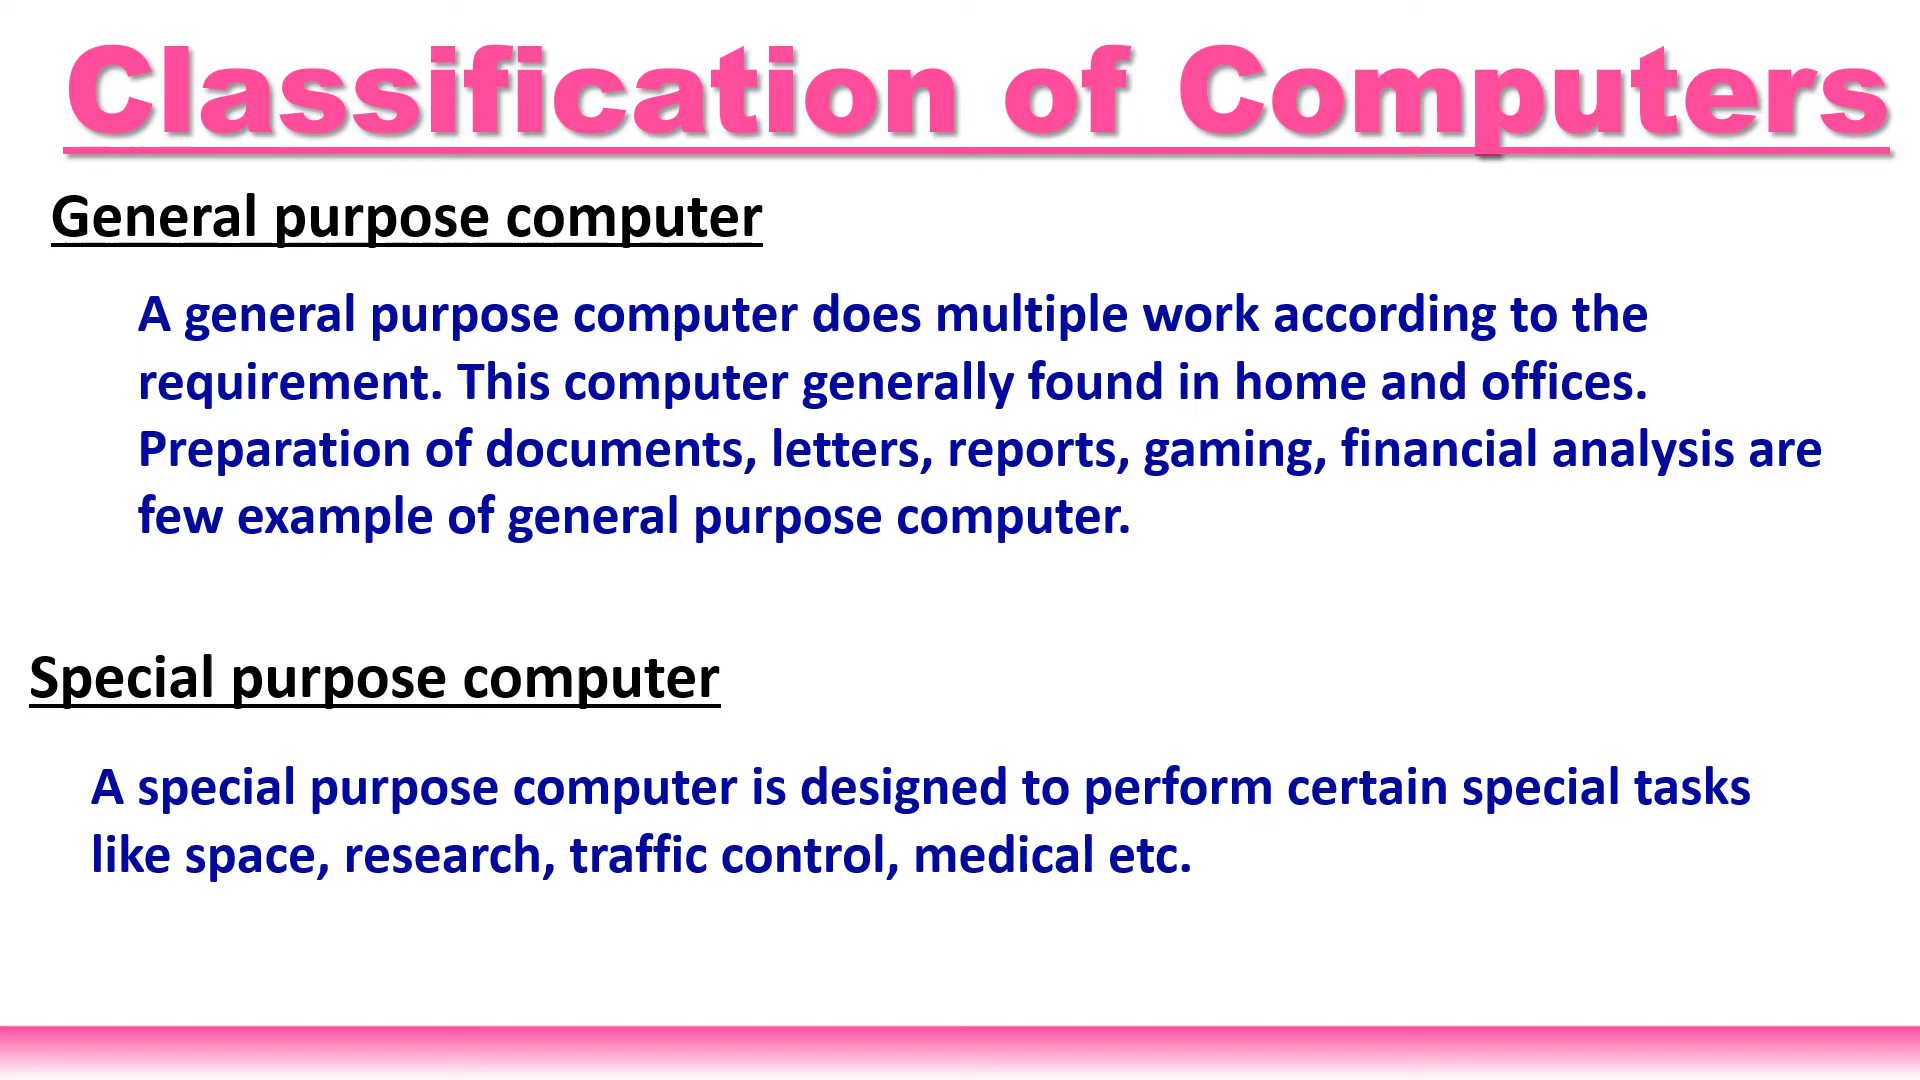 Classification of Computers
General purpose computer
A general purpose computer does multiple work according to the
requirement. This computer generally found in home and offices.
Preparation of documents, letters, reports, gaming, financial analysis are
few example of general purpose computer.
Special purpose computer
A special purpose computer is designed to perform certain special tasks
like space, research, traffic control, medical etc.